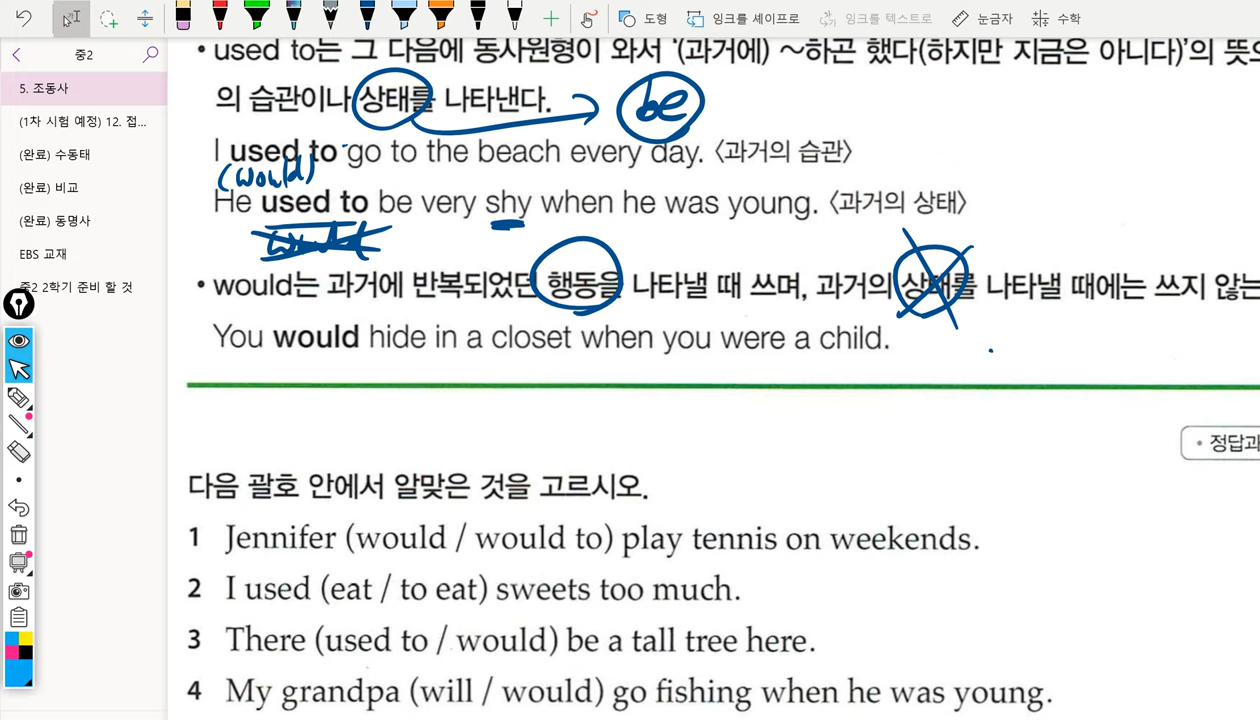 도형
잉크를 셰이프로
잉크를 텍스트로
눈금자
수학
중2
5. 조동사
(1차 시험 예정) 12. 접...
(완료) 수동태
(완료) 비교
(완료) 동명사
EBS 교재
중2 2학기 준비 할 것
• used to는 그 다음에 동사원형이 와서 ‘(과거에) ~하곤 했다(하지만 지금은 아니다)’의 뜻으
의 습관이나 상태를 나타낸다.
be
I used to go to the beach every day. 〈과거의 습관〉
(would)
He used to be very shy when he was young. 〈과거의 상태〉
would
• would는 과거에 반복되었던 행동을 나타낼 때 쓰며, 과거의 상태를 나타낼 때에는 쓰지 않는
You would hide in a closet when you were a child.
• 정답과
다음 괄호 안에서 알맞은 것을 고르시오.
1 Jennifer (would / would to) play tennis on weekends.
2 I used (eat / to eat) sweets too much.
3 There (used to / would) be a tall tree here.
4 My grandpa (will / would) go fishing when he was young.